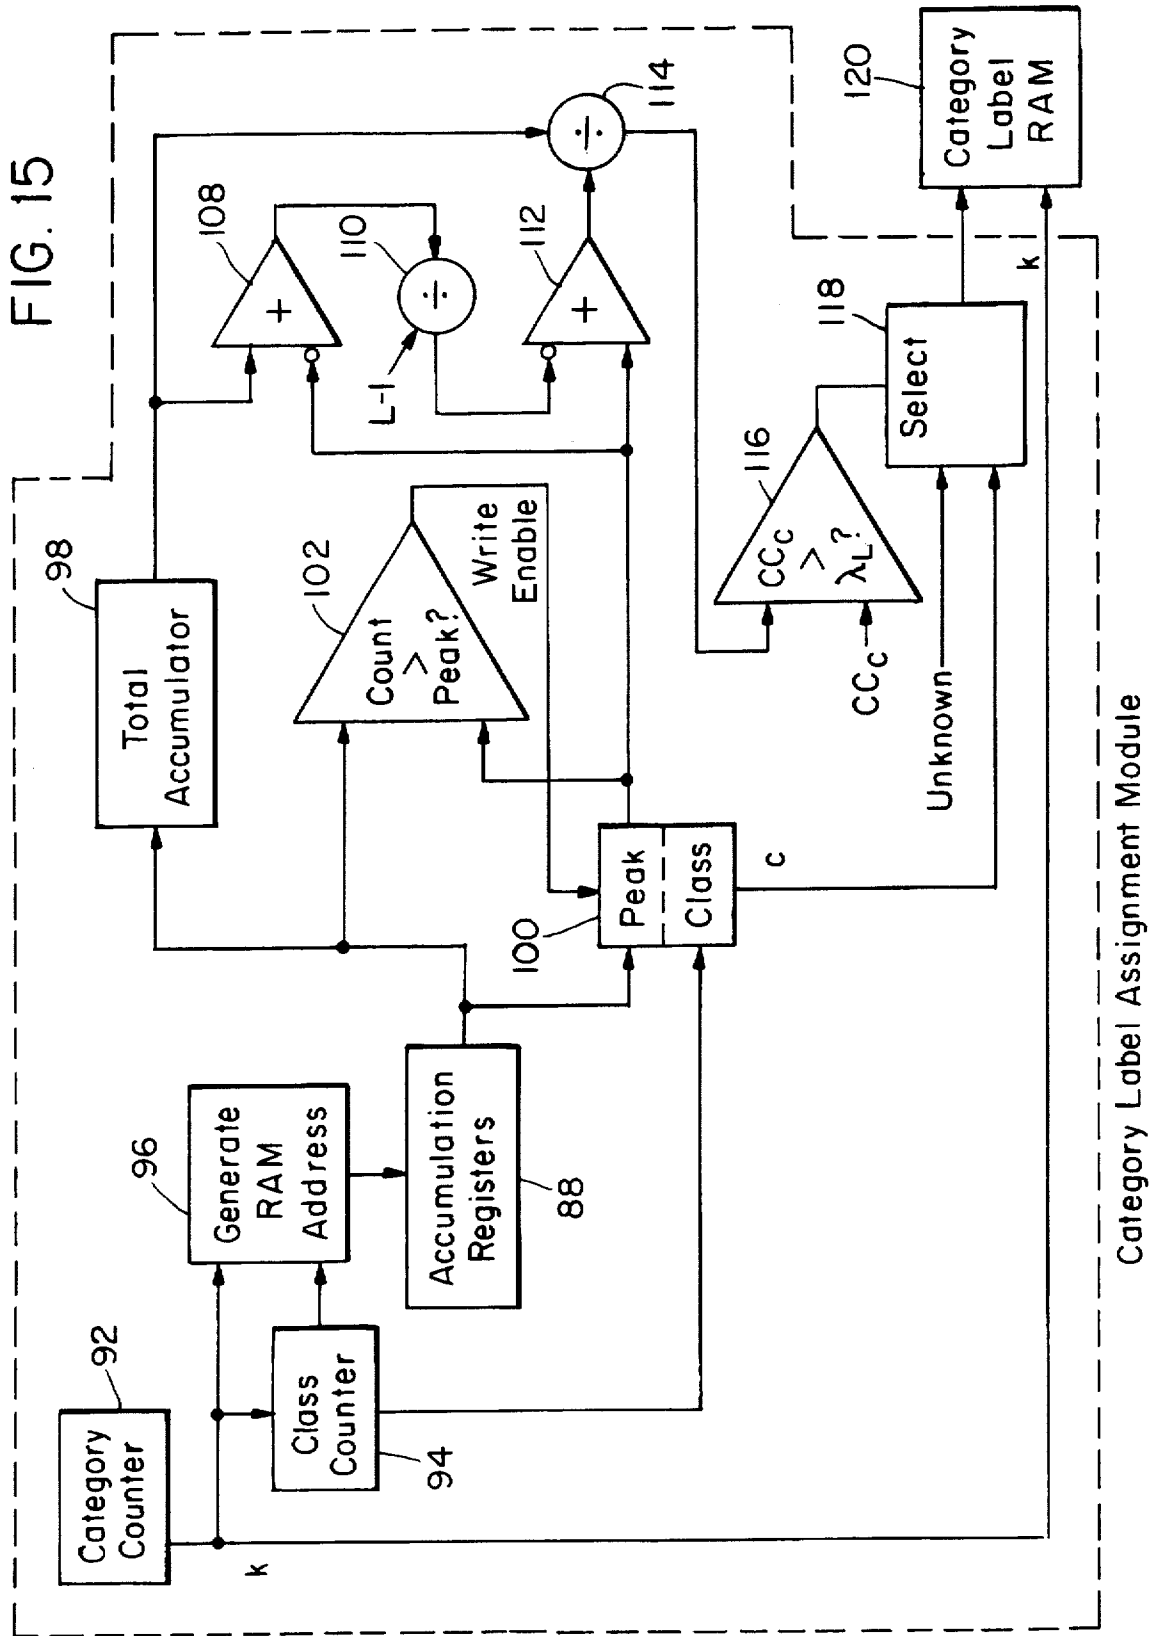 FIG. 15
Category
Counter
92
k
Class
Counter
94
Generate
RAM
Address
96
Accumulation
Registers
88
Total
Accumulator
98
Peak
Class
100
c
Count
>
Peak?
102
Write
Enable
+
108
÷
110
L-1
+
112
÷
114
CCc
>
λL?
116
CCc
Unknown
Select
118
k
Category
Label
RAM
120
Category Label Assignment Module